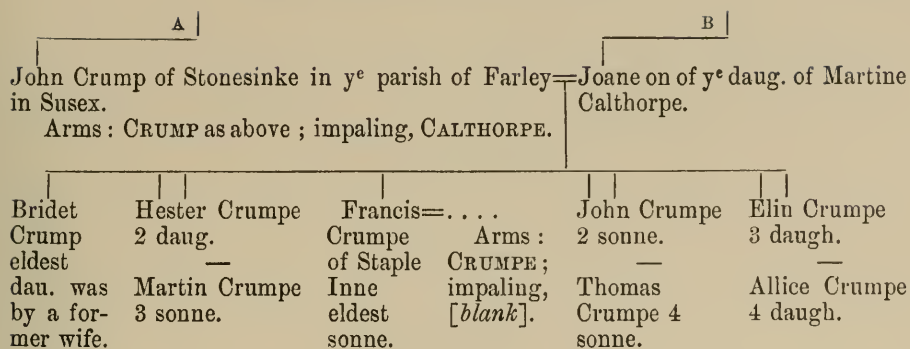 A B
John Crump of Stonesinke in yᵉ parish of Farley=Joane on of yᵉ daug. of Martine
in Susex. Calthorpe.
Arms : CRUMP as above ; impaling, CALTHORPE.
Bridet
Crump
eldest
dau. was
by a for-
mer wife.
Hester Crumpe
2 daug.
—
Martin Crumpe
3 sonne.
Francis=....
Crumpe
of Staple
Inne
eldest
sonne.
Arms :
CRUMPE ;
impaling,
[blank].
John Crumpe
2 sonne.
—
Thomas
Crumpe 4
sonne.
Elin Crumpe
3 daugh.
—
Allice Crumpe
4 daugh.